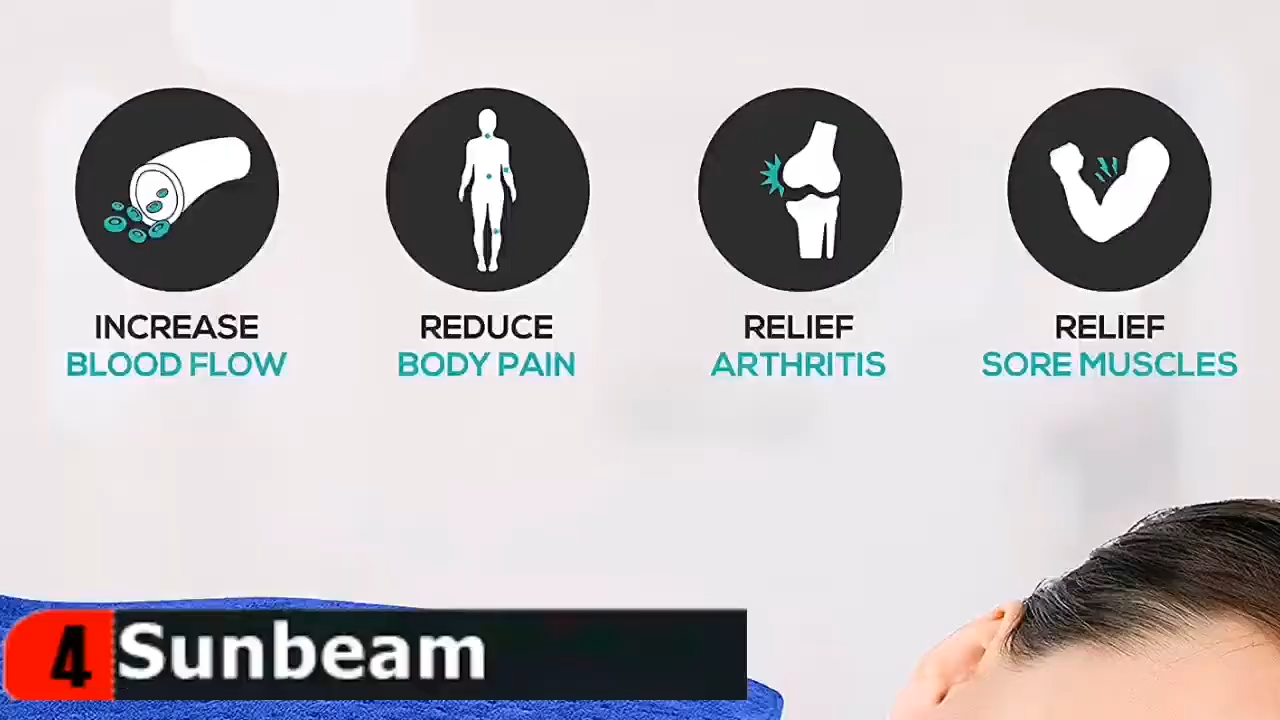 INCREASE
BLOOD FLOW
REDUCE
BODY PAIN
RELIEF
ARTHRITIS
RELIEF
SORE MUSCLES
4 Sunbeam